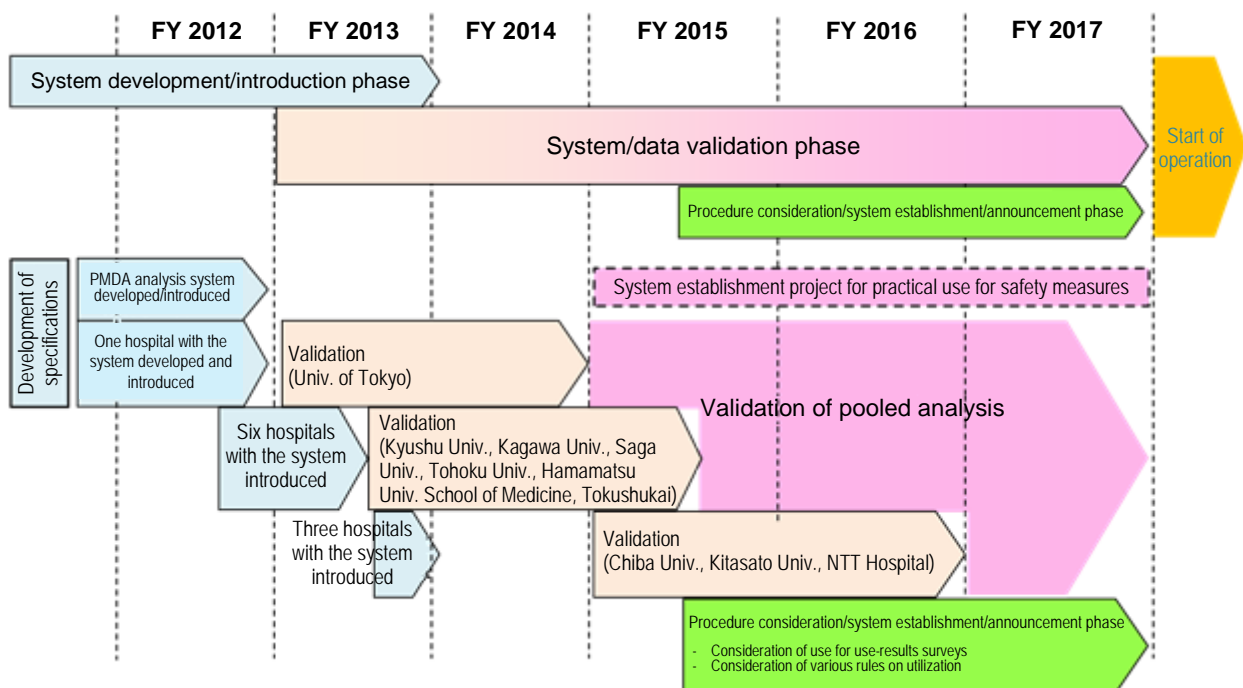 FY 2012 FY 2013 FY 2014 FY 2015 FY 2016 FY 2017
System development/introduction phase
System/data validation phase
Start of
operation
Procedure consideration/system establishment/announcement phase
Development of
specifications
PMDA analysis system
developed/introduced
System establishment project for practical use for safety measures
One hospital with the
system developed and
introduced
Validation
(Univ. of Tokyo)
Validation of pooled analysis
Six hospitals
with the system
introduced
Validation
(Kyushu Univ., Kagawa Univ., Saga
Univ., Tohoku Univ., Hamamatsu
Univ. School of Medicine, Tokushukai)
Three hospitals
with the system
introduced
Validation
(Chiba Univ., Kitasato Univ., NTT Hospital)
Procedure consideration/system establishment/announcement phase
- Consideration of use for use-results surveys
- Consideration of various rules on utilization